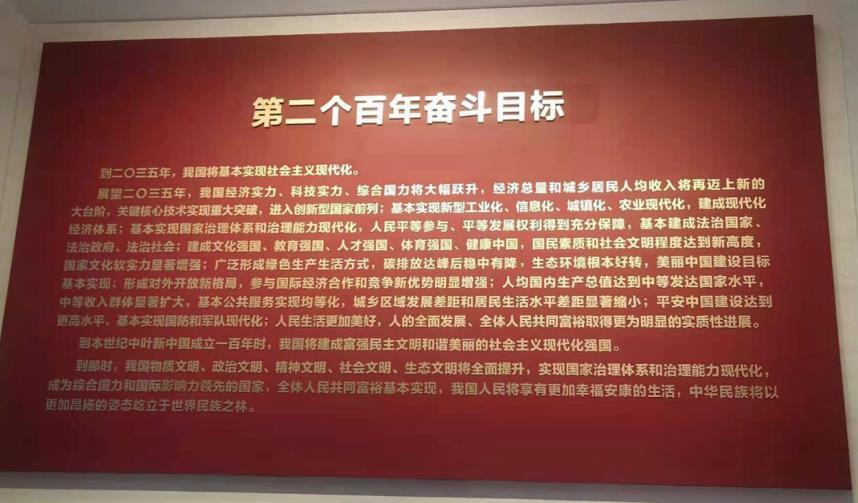 第二个百年奋斗目标
到二〇三五年，我国将基本实现社会主义现代化。
展望二〇三五年，我国经济实力、科技实力、综合国力将大幅跃升，经济总量和城乡居民人均收入将再迈上新的
大台阶，关键核心技术实现重大突破，进入创新型国家前列；基本实现新型工业化、信息化、城镇化、农业现代化，建成现代化
经济体系；基本实现国家治理体系和治理能力现代化，人民平等参与、平等发展权利得到充分保障，基本建成法治国家、
法治政府、法治社会；建成文化强国、教育强国、人才强国、体育强国、健康中国，国民素质和社会文明程度达到新高度，
国家文化软实力显著增强；广泛形成绿色生产生活方式，碳排放达峰后稳中有降，生态环境根本好转，美丽中国建设目标
基本实现；形成对外开放新格局，参与国际经济合作和竞争新优势明显增强；人均国内生产总值达到中等发达国家水平，
中等收入群体显著扩大，基本公共服务实现均等化，城乡区域发展差距和居民生活水平差距显著缩小；平安中国建设达到
更高水平，基本实现国防和军队现代化；人民生活更加美好，人的全面发展、全体人民共同富裕取得更为明显的实质性进展。
到本世纪中叶新中国成立一百年时，我国将建成富强民主文明和谐美丽的社会主义现代化强国。
到那时，我国物质文明、政治文明、精神文明、社会文明、生态文明将全面提升，实现国家治理体系和治理能力现代化，
成为综合国力和国际影响力领先的国家，全体人民共同富裕基本实现，我国人民将享有更加幸福安康的生活，中华民族将以
更加昂扬的姿态屹立于世界民族之林。